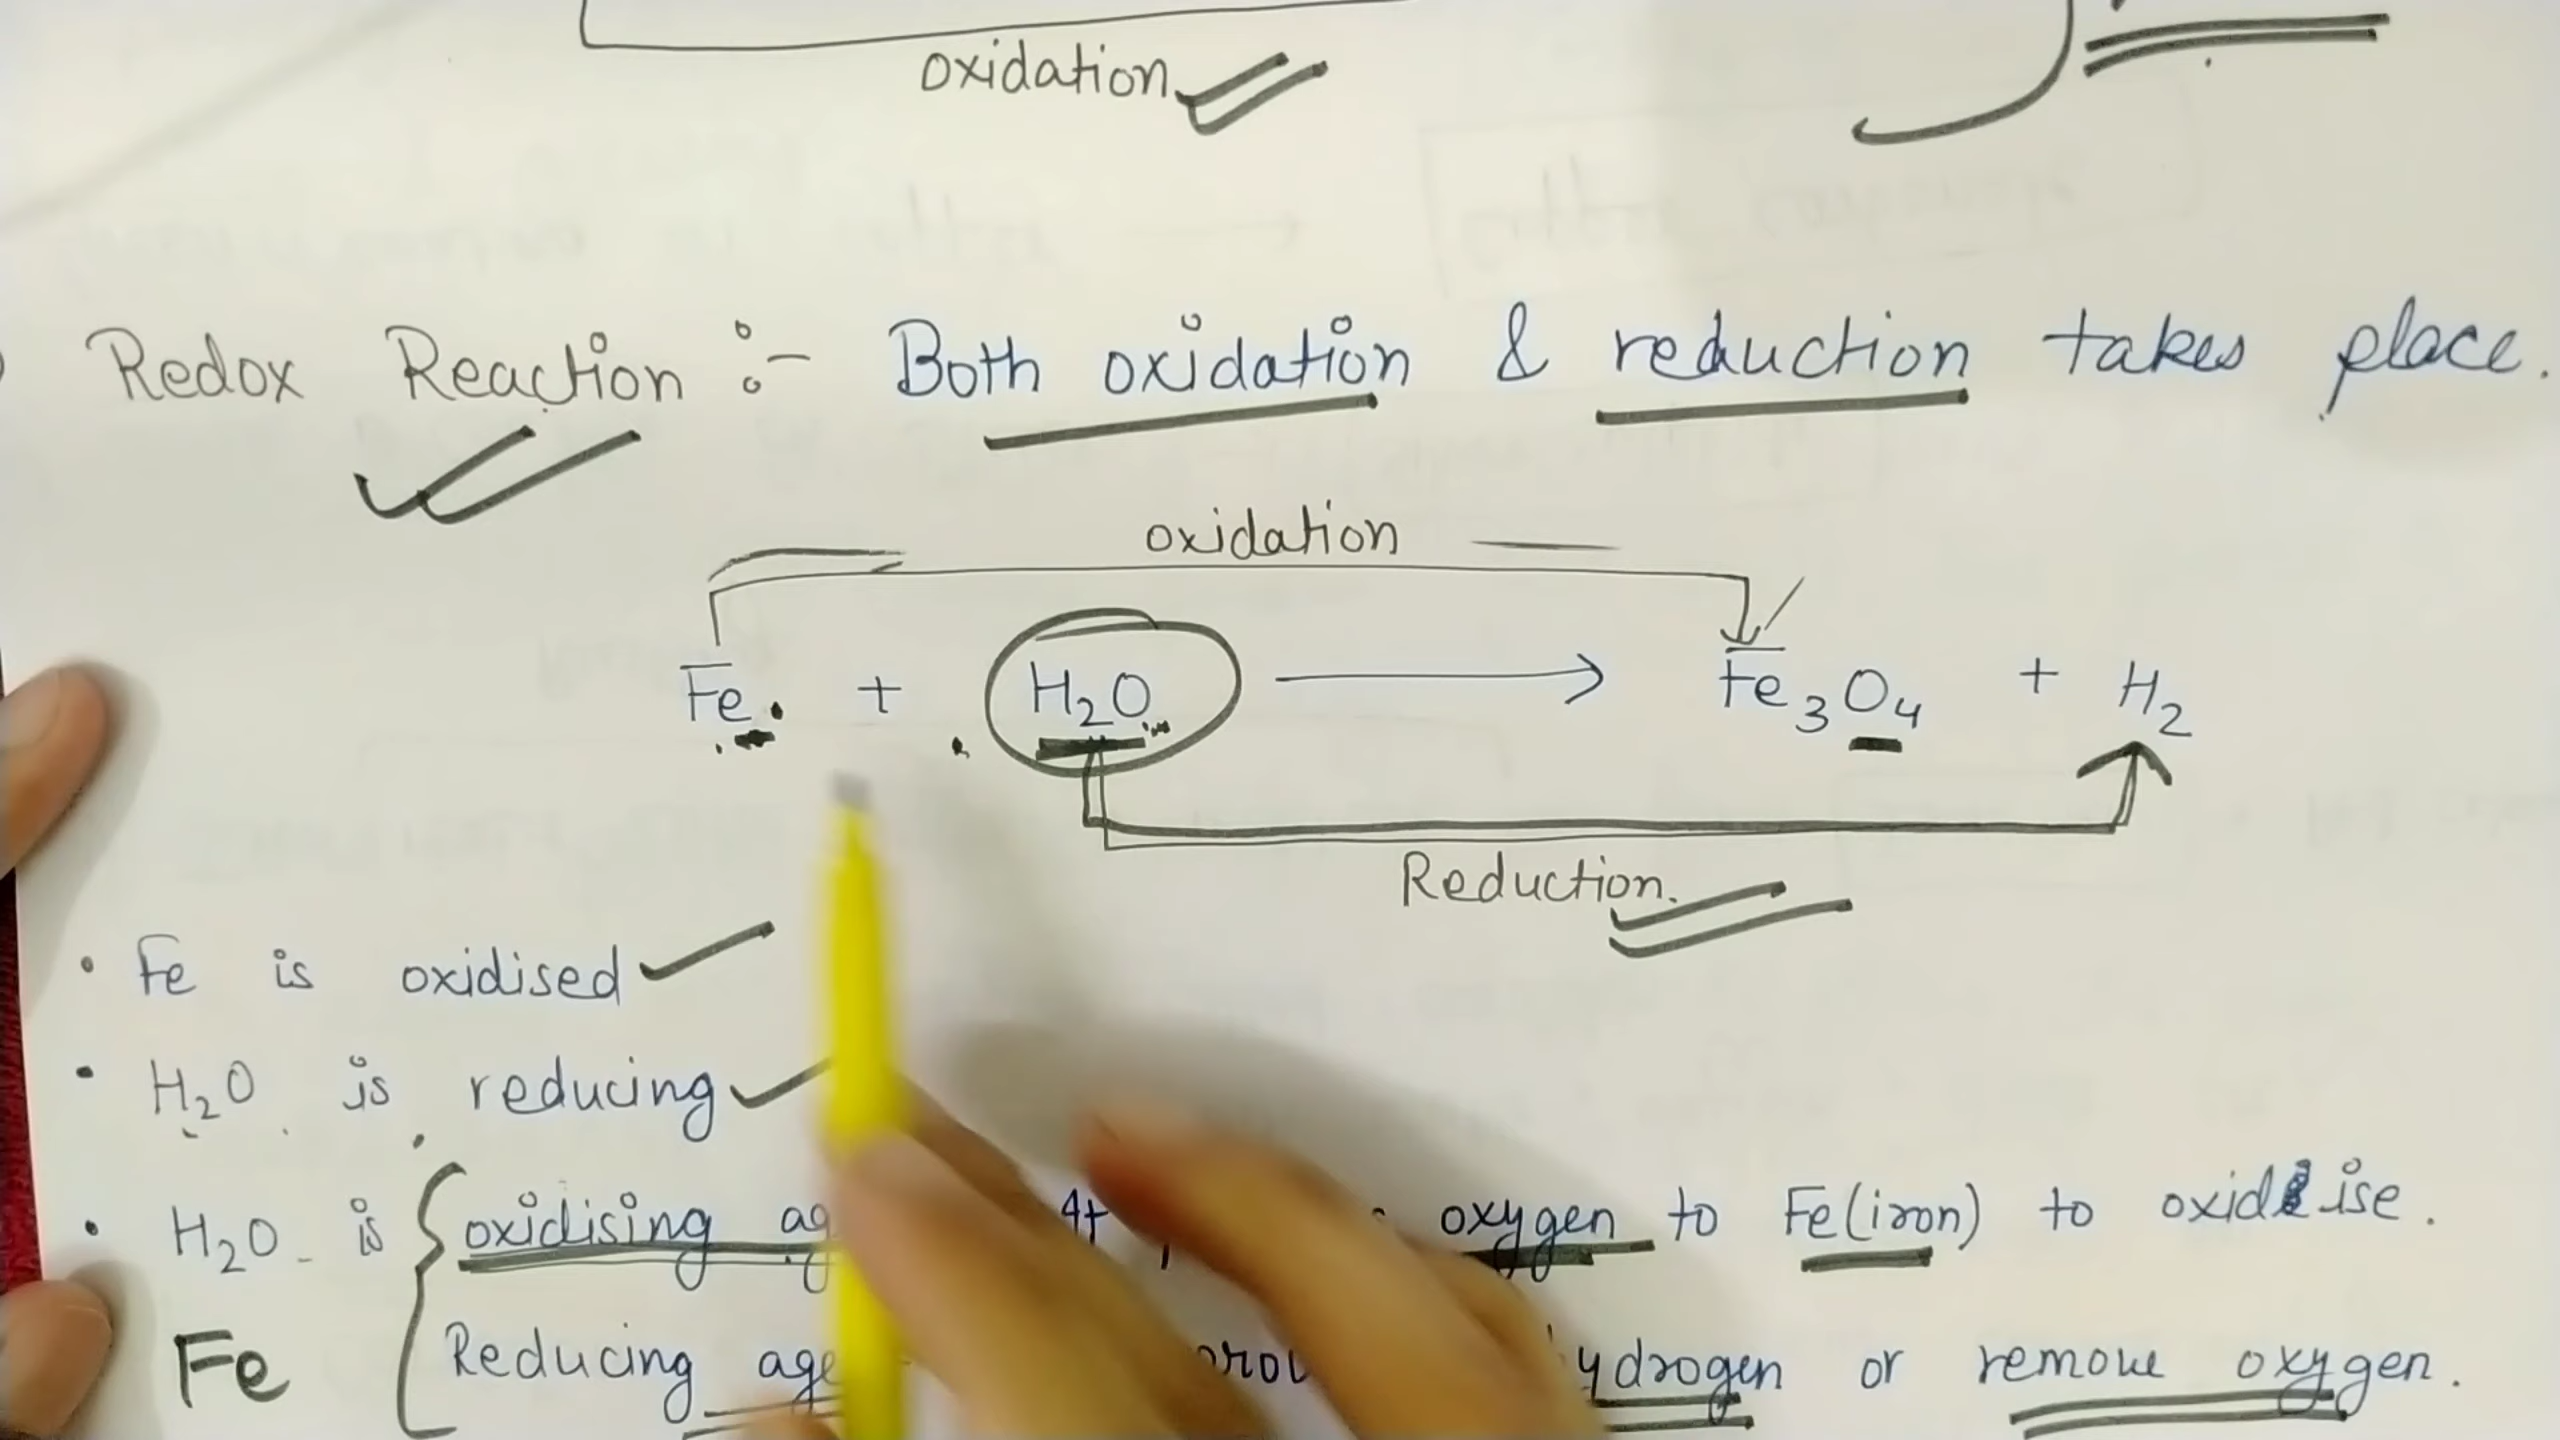 oxidation
Redox Reaction :- Both oxidation & reduction takes place.
oxidation
Fe + H2O → Fe3O4 + H2
Reduction.
• Fe is oxidised
• H2O is reducing
• H2O is oxidising oxygen to Fe(iron) to oxidise.
Fe Reducing or remove oxygen.